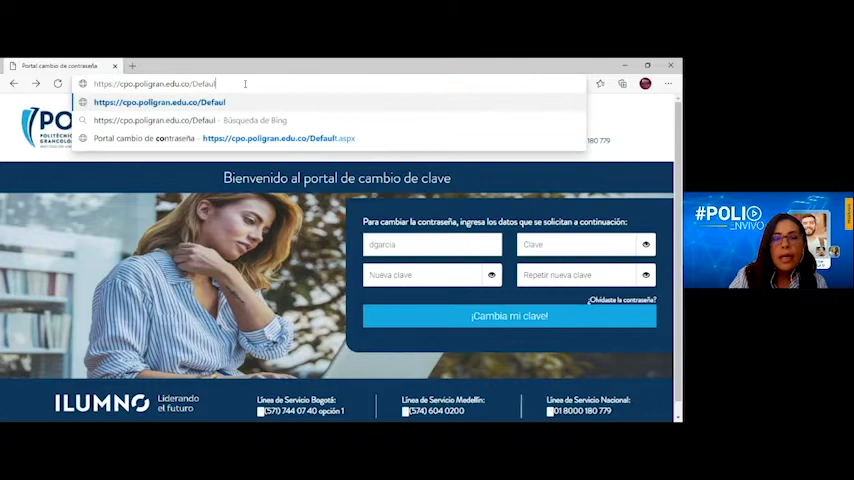 Portal cambio de contraseña
https://cpo.poligran.edu.co/Defaul
https://cpo.poligran.edu.co/Defaul
https://cpo.poligran.edu.co/Defaul - Búsqueda de Bing
Portal cambio de contraseña - https://cpo.poligran.edu.co/Default.aspx
PO
POLITÉCNICO
GRANCOLO
180 779
Bienvenido al portal de cambio de clave
Para cambiar la contraseña, ingresa los datos que se solicitan a continuación:
dgarcia
Clave
Nueva clave
Repetir nueva clave
¿Olvidaste la contraseña?
¡Cambia mi clave!
ILUMNO
Liderando
el futuro
Línea de Servicio Bogotá:
(571) 744 07 40 opción 1
Línea de Servicio Medellín:
(574) 604 0200
Línea de Servicio Nacional:
01 8000 180 779
#POLI
ENVIVO